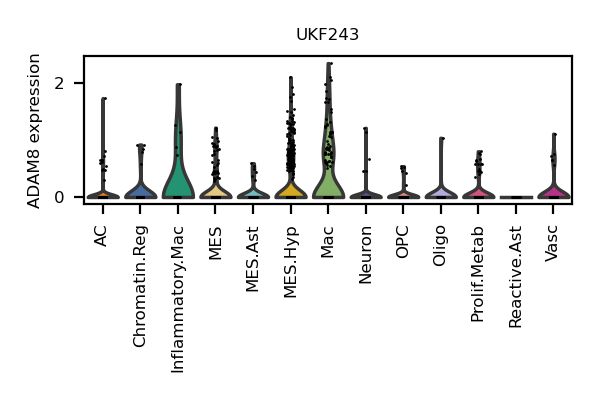 UKF243
ADAM8 expression
2
0
AC
Chromatin.Reg
Inflammatory.Mac
MES
MES.Ast
MES.Hyp
Mac
Neuron
OPC
Oligo
Prolif.Metab
Reactive.Ast
Vasc